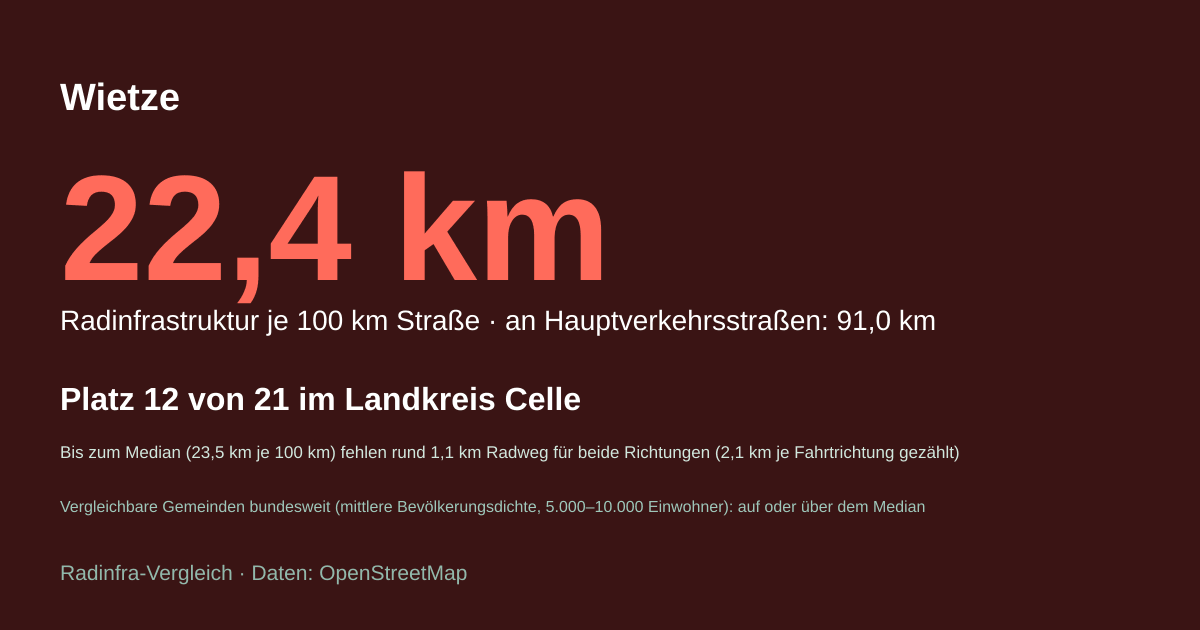 Wietze
22,4 km
Radinfrastruktur je 100 km Straße · an Hauptverkehrsstraßen: 91,0 km
Platz 12 von 21 im Landkreis Celle
Bis zum Median (23,5 km je 100 km) fehlen rund 1,1 km Radweg für beide Richtungen (2,1 km je Fahrtrichtung gezählt)
Vergleichbare Gemeinden bundesweit (mittlere Bevölkerungsdichte, 5.000–10.000 Einwohner): auf oder über dem Median
Radinfra-Vergleich · Daten: OpenStreetMap